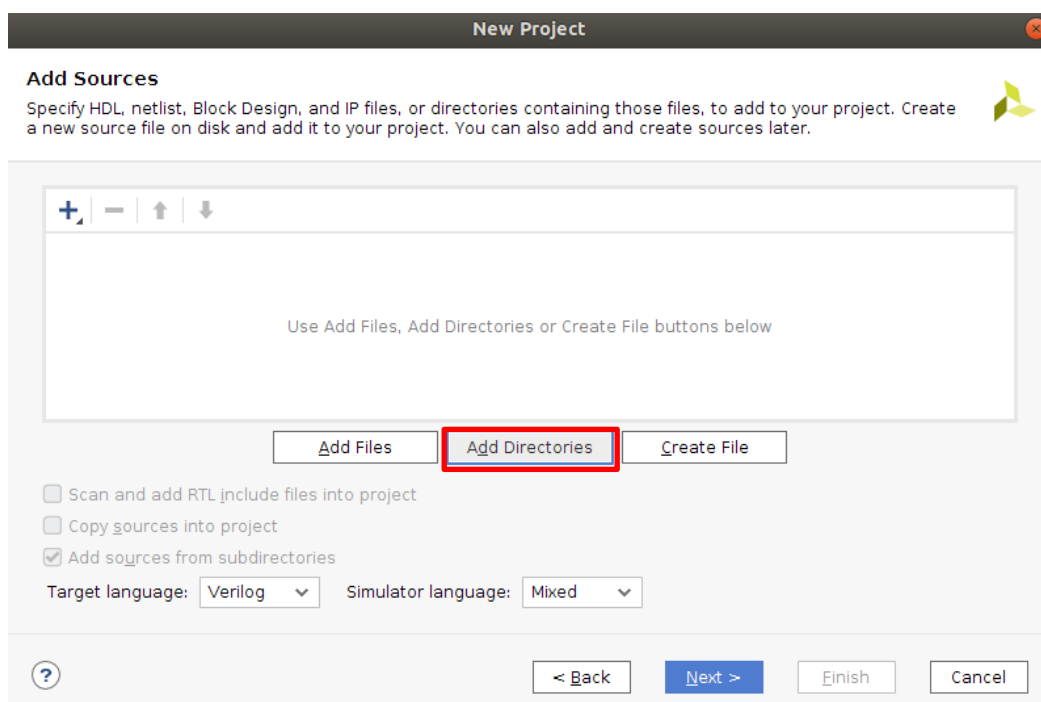 New Project
Add Sources
Specify HDL, netlist, Block Design, and IP files, or directories containing those files, to add to your project. Create
a new source file on disk and add it to your project. You can also add and create sources later.
Use Add Files, Add Directories or Create File buttons below
Add Files Add Directories Create File
Scan and add RTL include files into project
Copy sources into project
Add sources from subdirectories
Target language: Verilog Simulator language: Mixed
? < Back Next > Finish Cancel